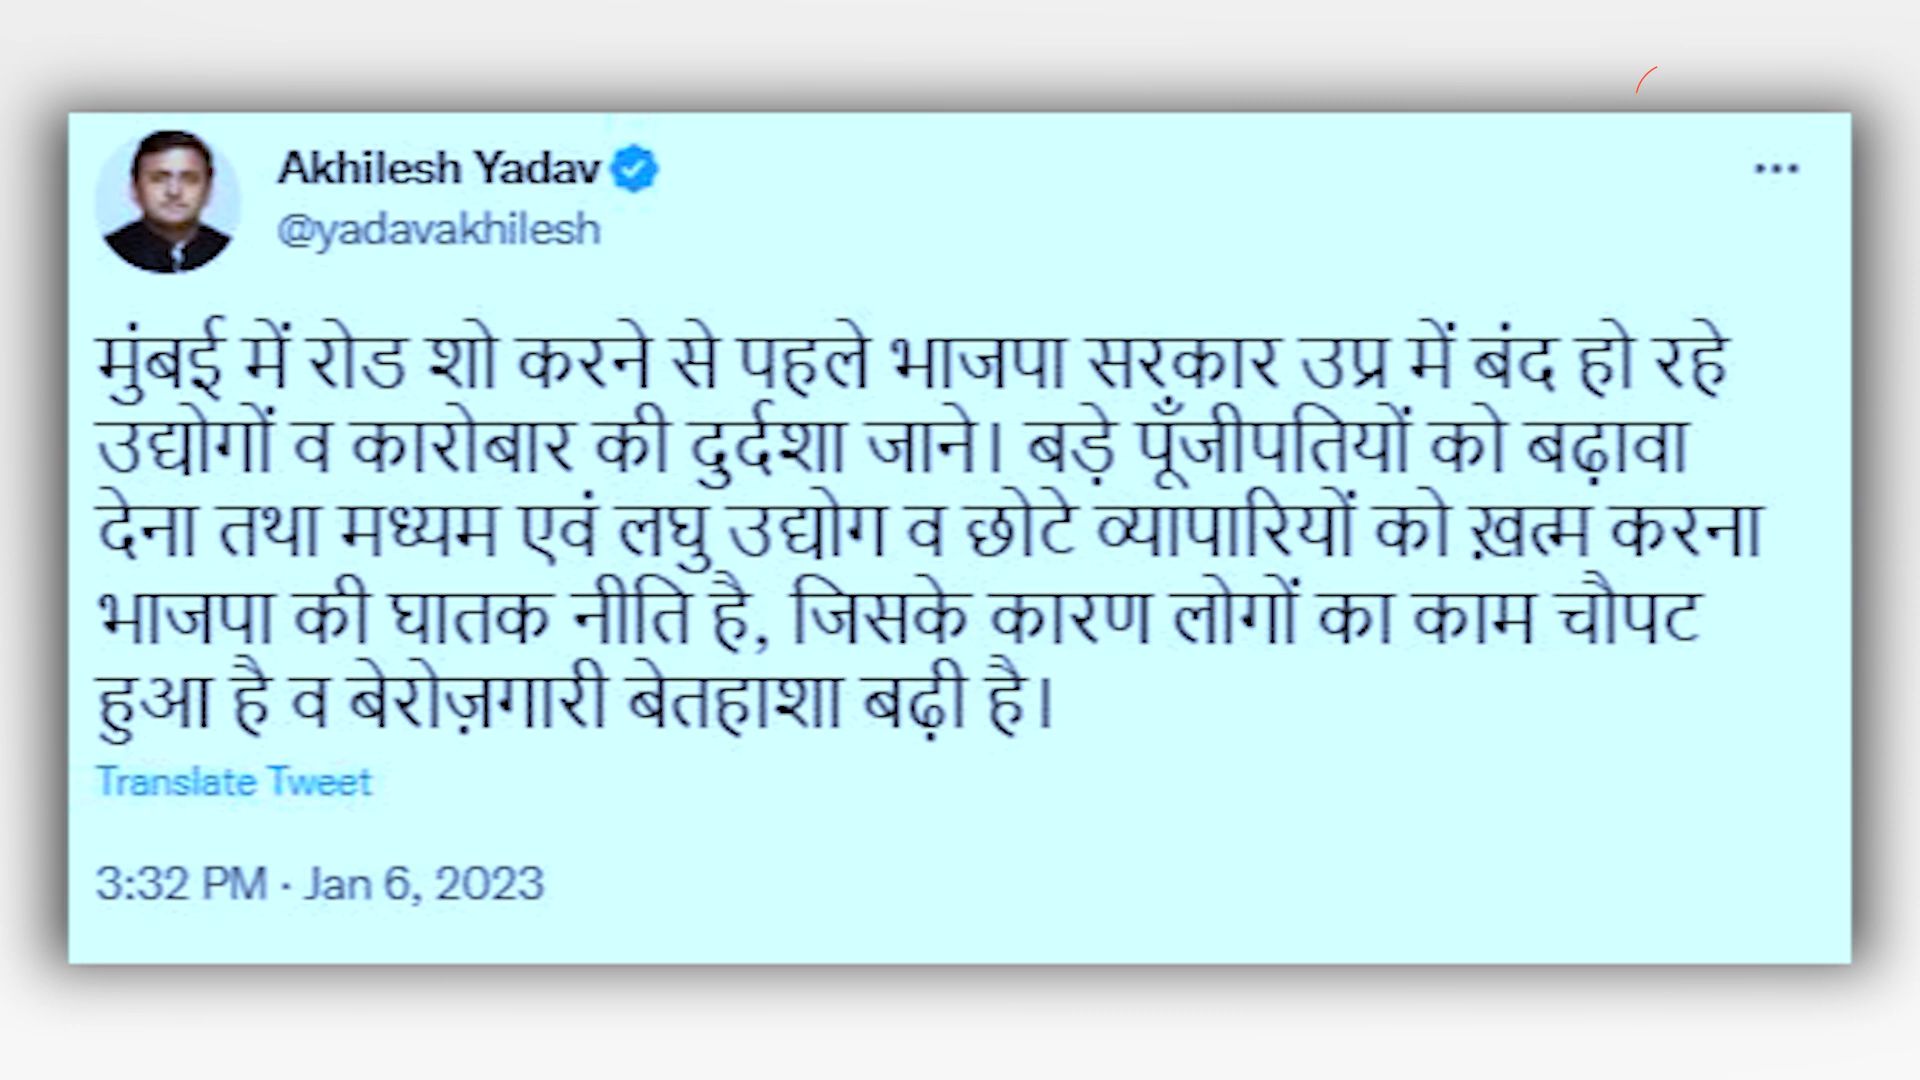 Akhilesh Yadav
@yadavakhilesh
मुंबई में रोड शो करने से पहले भाजपा सरकार उप्र में बंद हो रहे
उद्योगों व कारोबार की दुर्दशा जाने। बड़े पूँजीपतियों को बढ़ावा
देना तथा मध्यम एवं लघु उद्योग व छोटे व्यापारियों को ख़त्म करना
भाजपा की घातक नीति है, जिसके कारण लोगों का काम चौपट
हुआ है व बेरोज़गारी बेतहाशा बढ़ी है।
Translate Tweet
3:32 PM · Jan 6, 2023